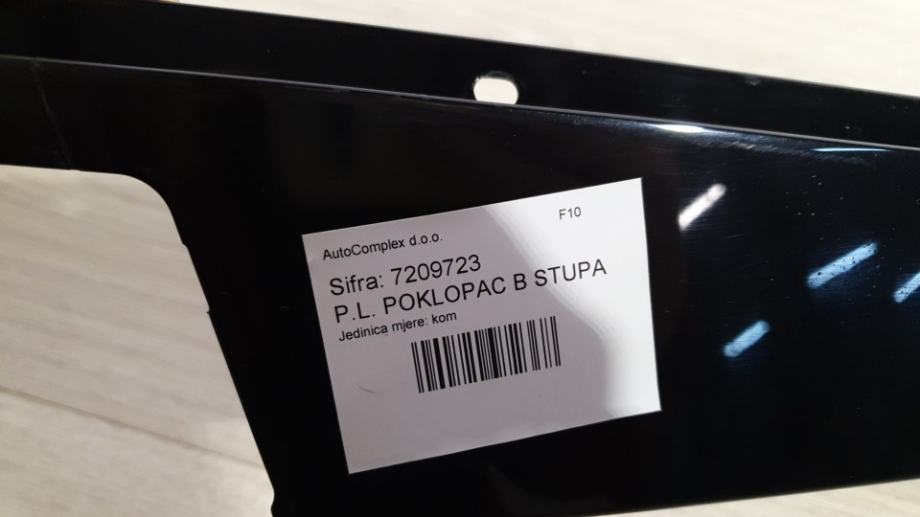 F10
AutoComplex d.o.o.
Sifra: 7209723
P.L. POKLOPAC B STUPA
Jedinica mjere: kom